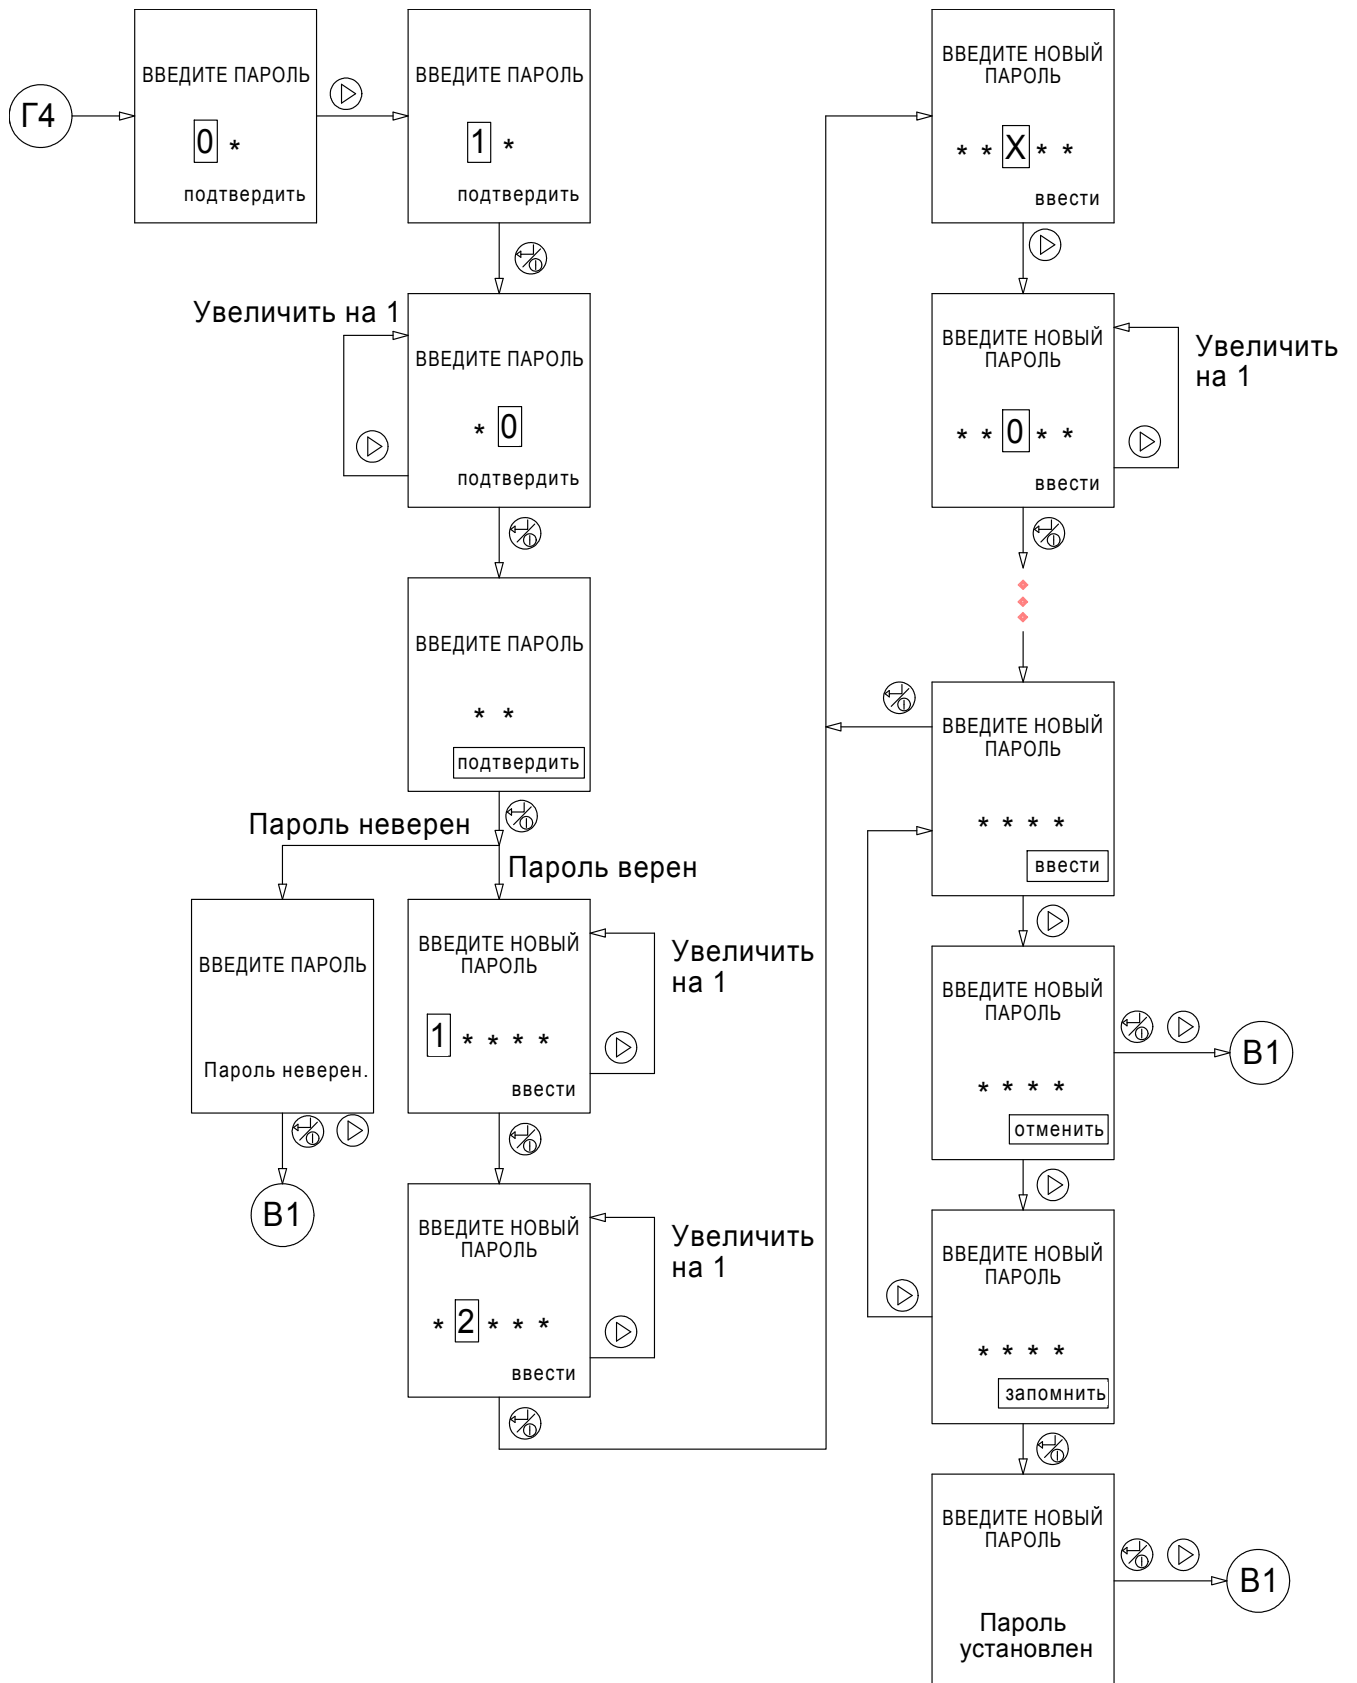 Г4
ВВЕДИТЕ ПАРОЛЬ
0 *
подтвердить
ВВЕДИТЕ ПАРОЛЬ
1 *
подтвердить
Увеличить на 1
ВВЕДИТЕ ПАРОЛЬ
* 0
подтвердить
ВВЕДИТЕ ПАРОЛЬ
* *
подтвердить
Пароль неверен
Пароль верен
ВВЕДИТЕ ПАРОЛЬ
Пароль неверен.
В1
ВВЕДИТЕ НОВЫЙ
ПАРОЛЬ
1 * * * *
ввести
Увеличить
на 1
ВВЕДИТЕ НОВЫЙ
ПАРОЛЬ
* 2 * * *
ввести
Увеличить
на 1
ВВЕДИТЕ НОВЫЙ
ПАРОЛЬ
* * X * *
ввести
ВВЕДИТЕ НОВЫЙ
ПАРОЛЬ
* * 0 * *
ввести
Увеличить
на 1
ВВЕДИТЕ НОВЫЙ
ПАРОЛЬ
* * * *
ввести
ВВЕДИТЕ НОВЫЙ
ПАРОЛЬ
* * * *
отменить
В1
ВВЕДИТЕ НОВЫЙ
ПАРОЛЬ
* * * *
запомнить
ВВЕДИТЕ НОВЫЙ
ПАРОЛЬ
Пароль
установлен
В1